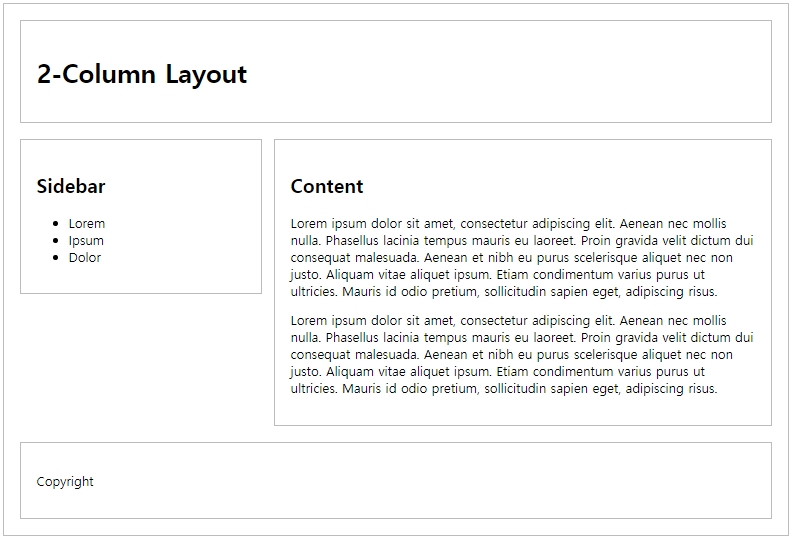 2-Column Layout
Sidebar
Lorem
Ipsum
Dolor
Content
Lorem ipsum dolor sit amet, consectetur adipiscing elit. Aenean nec mollis
nulla. Phasellus lacinia tempus mauris eu laoreet. Proin gravida velit dictum dui
consequat malesuada. Aenean et nibh eu purus scelerisque aliquet nec non
justo. Aliquam vitae aliquet ipsum. Etiam condimentum varius purus ut
ultricies. Mauris id odio pretium, sollicitudin sapien eget, adipiscing risus.
Lorem ipsum dolor sit amet, consectetur adipiscing elit. Aenean nec mollis
nulla. Phasellus lacinia tempus mauris eu laoreet. Proin gravida velit dictum dui
consequat malesuada. Aenean et nibh eu purus scelerisque aliquet nec non
justo. Aliquam vitae aliquet ipsum. Etiam condimentum varius purus ut
ultricies. Mauris id odio pretium, sollicitudin sapien eget, adipiscing risus.
Copyright